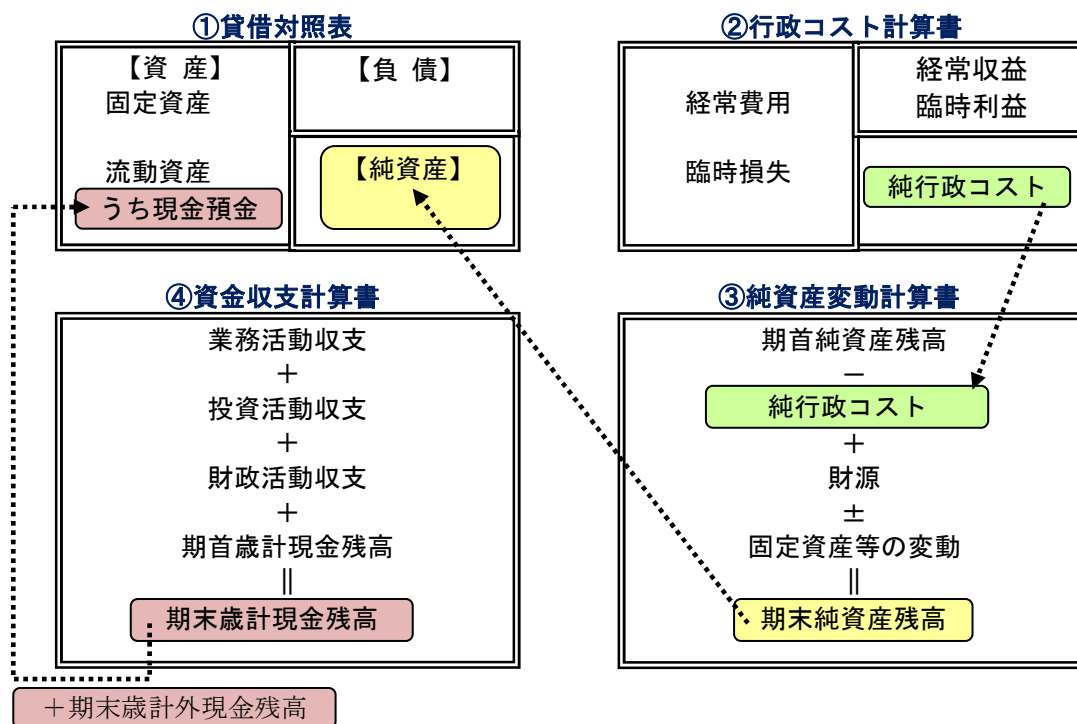 ①貸借対照表
【資 産】
固定資産
流動資産
うち現金預金
【負 債】
【純資産】
②行政コスト計算書
経常費用
臨時損失
経常収益
臨時利益
純行政コスト
④資金収支計算書
業務活動収支
＋
投資活動収支
＋
財政活動収支
＋
期首歳計現金残高
||
期末歳計現金残高
＋期末歳計外現金残高
③純資産変動計算書
期首純資産残高
－
純行政コスト
＋
財源
±
固定資産等の変動
||
期末純資産残高